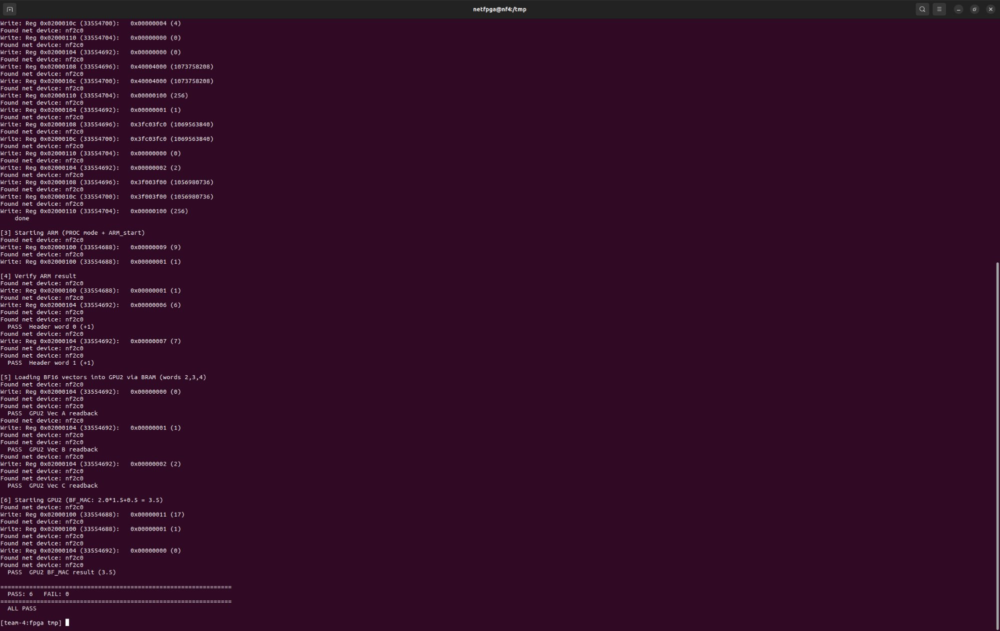 netfpga@nf4:/tmp
Write: Reg 0x0200010c (33554700):   0x00000004 (4)
Found net device: nf2c0
Write: Reg 0x02000110 (33554704):   0x00000000 (0)
Found net device: nf2c0
Write: Reg 0x02000104 (33554692):   0x00000000 (0)
Found net device: nf2c0
Write: Reg 0x02000108 (33554696):   0x40004000 (1073758208)
Found net device: nf2c0
Write: Reg 0x0200010c (33554700):   0x40004000 (1073758208)
Found net device: nf2c0
Write: Reg 0x02000110 (33554704):   0x00000100 (256)
Found net device: nf2c0
Write: Reg 0x02000104 (33554692):   0x00000001 (1)
Found net device: nf2c0
Write: Reg 0x02000108 (33554696):   0x3fc03fc0 (1069563840)
Found net device: nf2c0
Write: Reg 0x0200010c (33554700):   0x3fc03fc0 (1069563840)
Found net device: nf2c0
Write: Reg 0x02000110 (33554704):   0x00000000 (0)
Found net device: nf2c0
Write: Reg 0x02000104 (33554692):   0x00000002 (2)
Found net device: nf2c0
Write: Reg 0x02000108 (33554696):   0x3f003f00 (1056980736)
Found net device: nf2c0
Write: Reg 0x0200010c (33554700):   0x3f003f00 (1056980736)
Found net device: nf2c0
Write: Reg 0x02000110 (33554704):   0x00000100 (256)
    done
[3] Starting ARM (PROC mode + ARM_start)
Found net device: nf2c0
Write: Reg 0x02000100 (33554688):   0x00000009 (9)
Found net device: nf2c0
Write: Reg 0x02000100 (33554688):   0x00000001 (1)
[4] Verify ARM result
Found net device: nf2c0
Write: Reg 0x02000100 (33554688):   0x00000001 (1)
Found net device: nf2c0
Write: Reg 0x02000104 (33554692):   0x00000006 (6)
Found net device: nf2c0
Found net device: nf2c0
  PASS  Header word 0 (+1)
Found net device: nf2c0
Write: Reg 0x02000104 (33554692):   0x00000007 (7)
Found net device: nf2c0
Found net device: nf2c0
  PASS  Header word 1 (+1)
[5] Loading BF16 vectors into GPU2 via BRAM (words 2,3,4)
Found net device: nf2c0
Write: Reg 0x02000104 (33554692):   0x00000000 (0)
Found net device: nf2c0
Found net device: nf2c0
  PASS  GPU2 Vec A readback
Found net device: nf2c0
Write: Reg 0x02000104 (33554692):   0x00000001 (1)
Found net device: nf2c0
Found net device: nf2c0
  PASS  GPU2 Vec B readback
Found net device: nf2c0
Write: Reg 0x02000104 (33554692):   0x00000002 (2)
Found net device: nf2c0
Found net device: nf2c0
  PASS  GPU2 Vec C readback
[6] Starting GPU2 (BF_MAC: 2.0*1.5+0.5 = 3.5)
Found net device: nf2c0
Write: Reg 0x02000100 (33554688):   0x00000011 (17)
Found net device: nf2c0
Write: Reg 0x02000100 (33554688):   0x00000001 (1)
Found net device: nf2c0
Found net device: nf2c0
Write: Reg 0x02000104 (33554692):   0x00000000 (0)
Found net device: nf2c0
Found net device: nf2c0
  PASS  GPU2 BF_MAC result (3.5)
================================================================
  PASS: 6   FAIL: 0
================================================================
  ALL PASS
[team-4:fpga tmp]